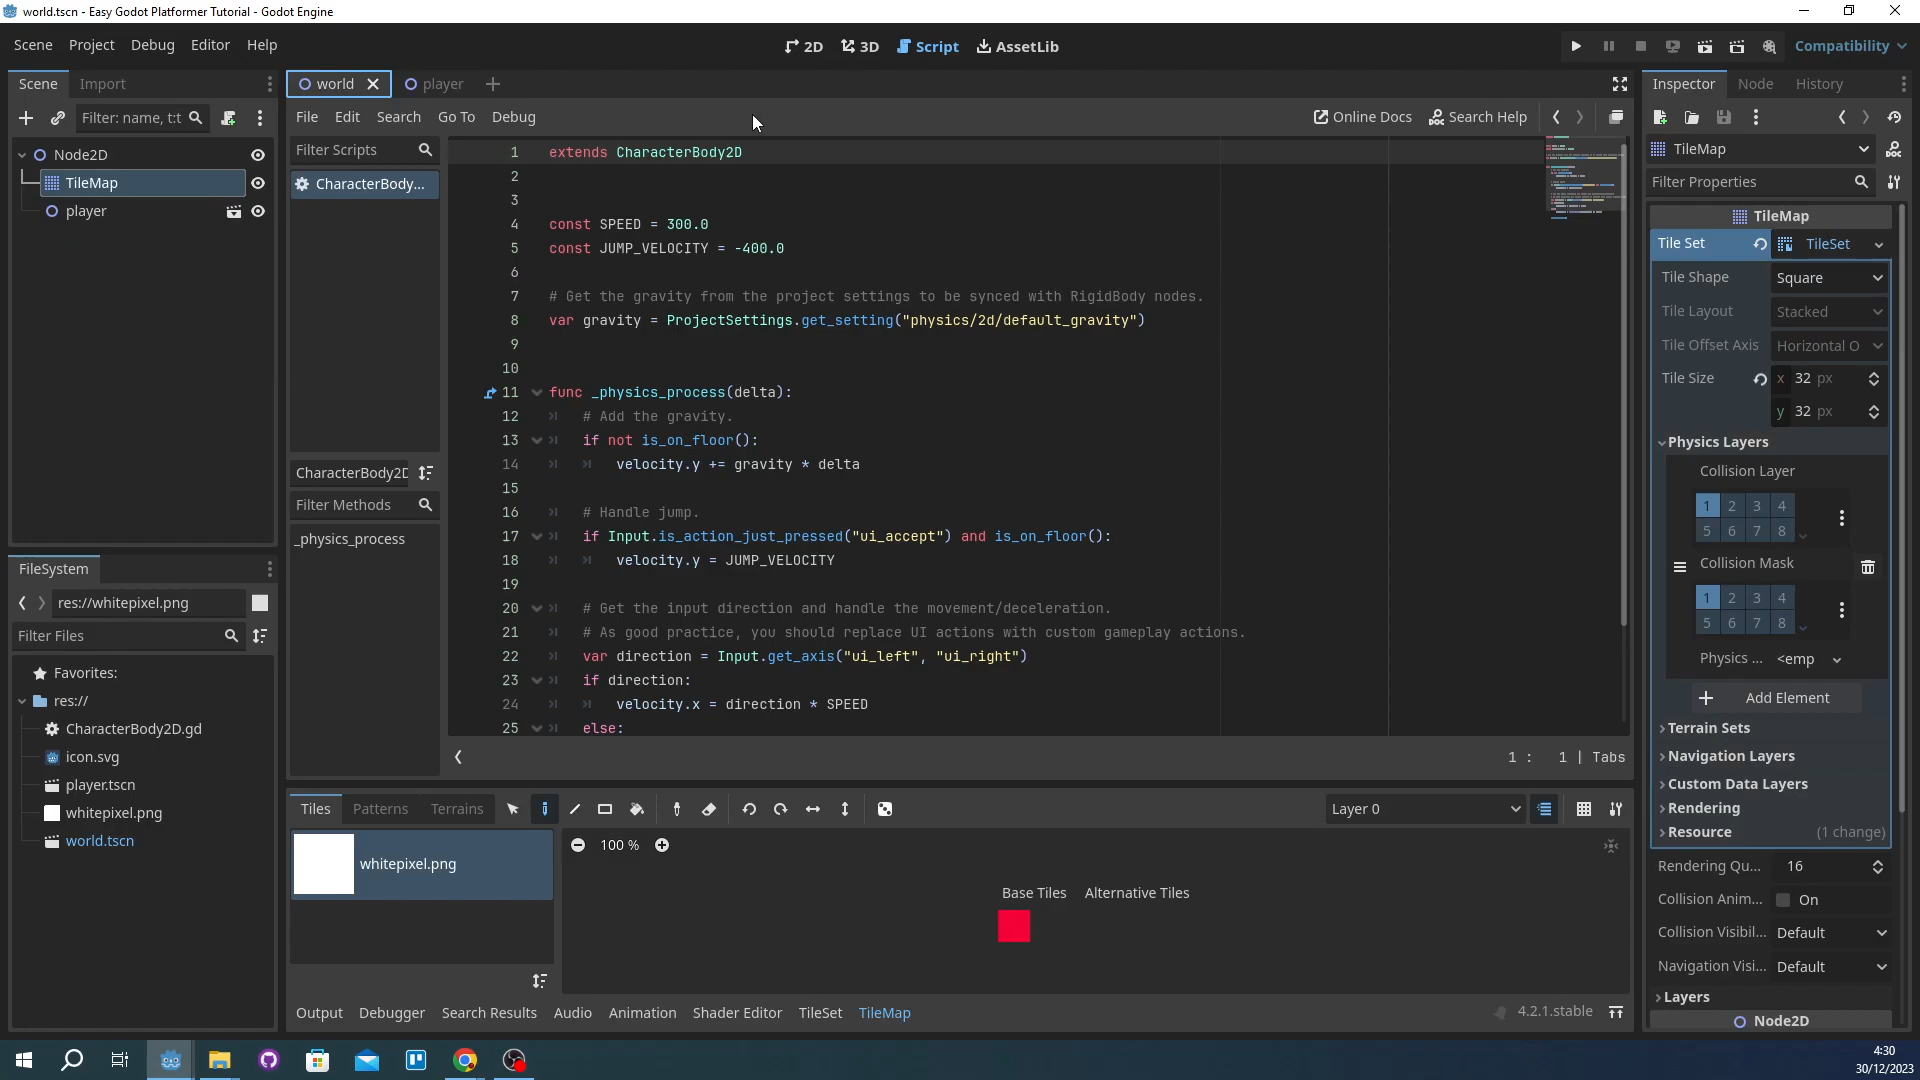 world.tscn - Easy Godot Platformer Tutorial - Godot Engine
Scene Project Debug Editor Help
2D 3D Script AssetLib
Compatibility
Scene Import
Filter: name, t:t
Node2D
TileMap
player
FileSystem
res://whitepixel.png
Filter Files
Favorites:
res://
CharacterBody2D.gd
icon.svg
player.tscn
whitepixel.png
world.tscn
world player
File Edit Search Go To Debug
Online Docs Search Help
Filter Scripts
CharacterBody...
CharacterBody2D
Filter Methods
_physics_process
1 extends CharacterBody2D
2
3
4 const SPEED = 300.0
5 const JUMP_VELOCITY = -400.0
6
7 # Get the gravity from the project settings to be synced with RigidBody nodes.
8 var gravity = ProjectSettings.get_setting("physics/2d/default_gravity")
9
10
11 func _physics_process(delta):
12 # Add the gravity.
13 if not is_on_floor():
14 velocity.y += gravity * delta
15
16 # Handle jump.
17 if Input.is_action_just_pressed("ui_accept") and is_on_floor():
18 velocity.y = JUMP_VELOCITY
19
20 # Get the input direction and handle the movement/deceleration.
21 # As good practice, you should replace UI actions with custom gameplay actions.
22 var direction = Input.get_axis("ui_left", "ui_right")
23 if direction:
24 velocity.x = direction * SPEED
25 else:
1 : 1 | Tabs
Tiles Patterns Terrains
Layer 0
whitepixel.png
100 %
Base Tiles Alternative Tiles
Output Debugger Search Results Audio Animation Shader Editor TileSet TileMap
4.2.1.stable
Inspector Node History
TileMap
Filter Properties
TileMap
Tile Set TileSet
Tile Shape Square
Tile Layout Stacked
Tile Offset Axis Horizontal O
Tile Size x 32 px
y 32 px
Physics Layers
Collision Layer
1 2 3 4
5 6 7 8
Collision Mask
1 2 3 4
5 6 7 8
Physics ... <emp
Add Element
Terrain Sets
Navigation Layers
Custom Data Layers
Rendering
Resource (1 change)
Rendering Qu... 16
Collision Anim... On
Collision Visibil... Default
Navigation Visi... Default
Layers
Node2D
4:30
30/12/2023